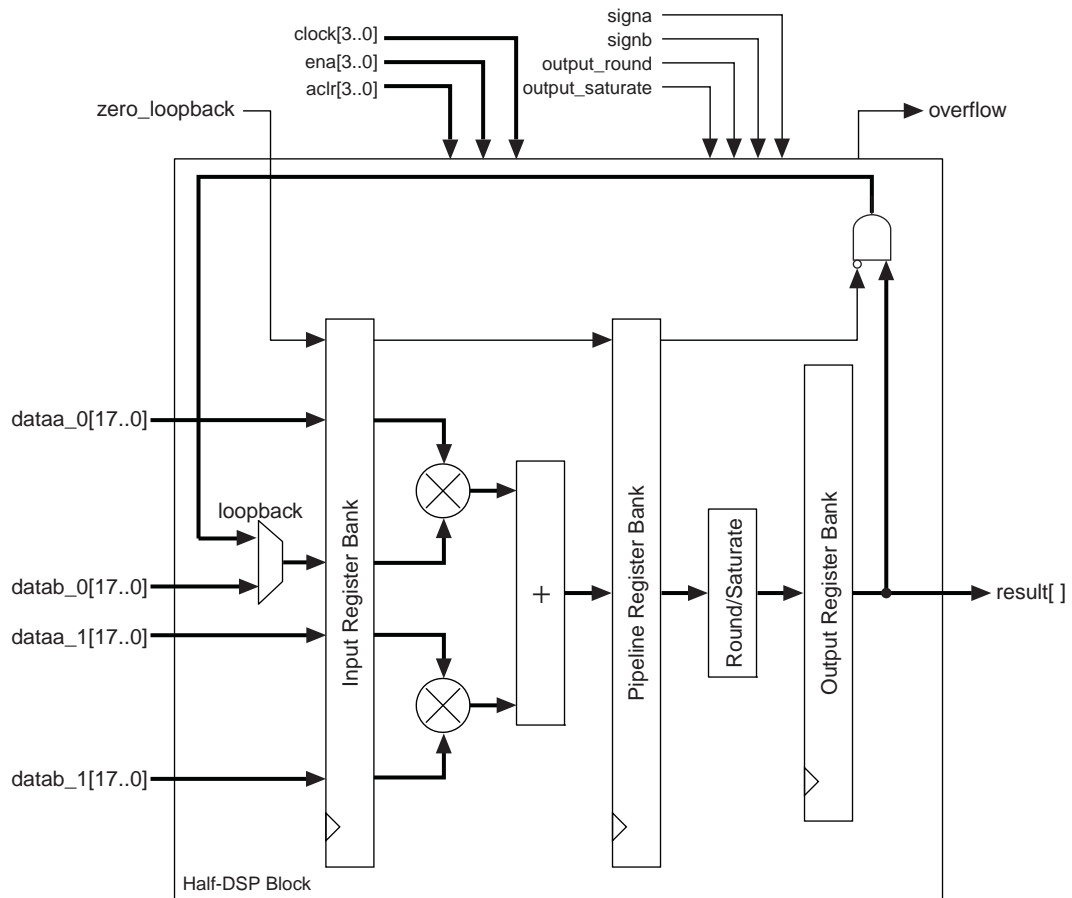 signa
clock[3..0]
signb
ena[3..0]
output_round
aclr[3..0]
output_saturate
zero_loopback
overflow
dataa_0[17..0]
loopback
datab_0[17..0]
dataa_1[17..0]
datab_1[17..0]
Input Register Bank
+
Pipeline Register Bank
Round/Saturate
Output Register Bank
result[ ]
Half-DSP Block